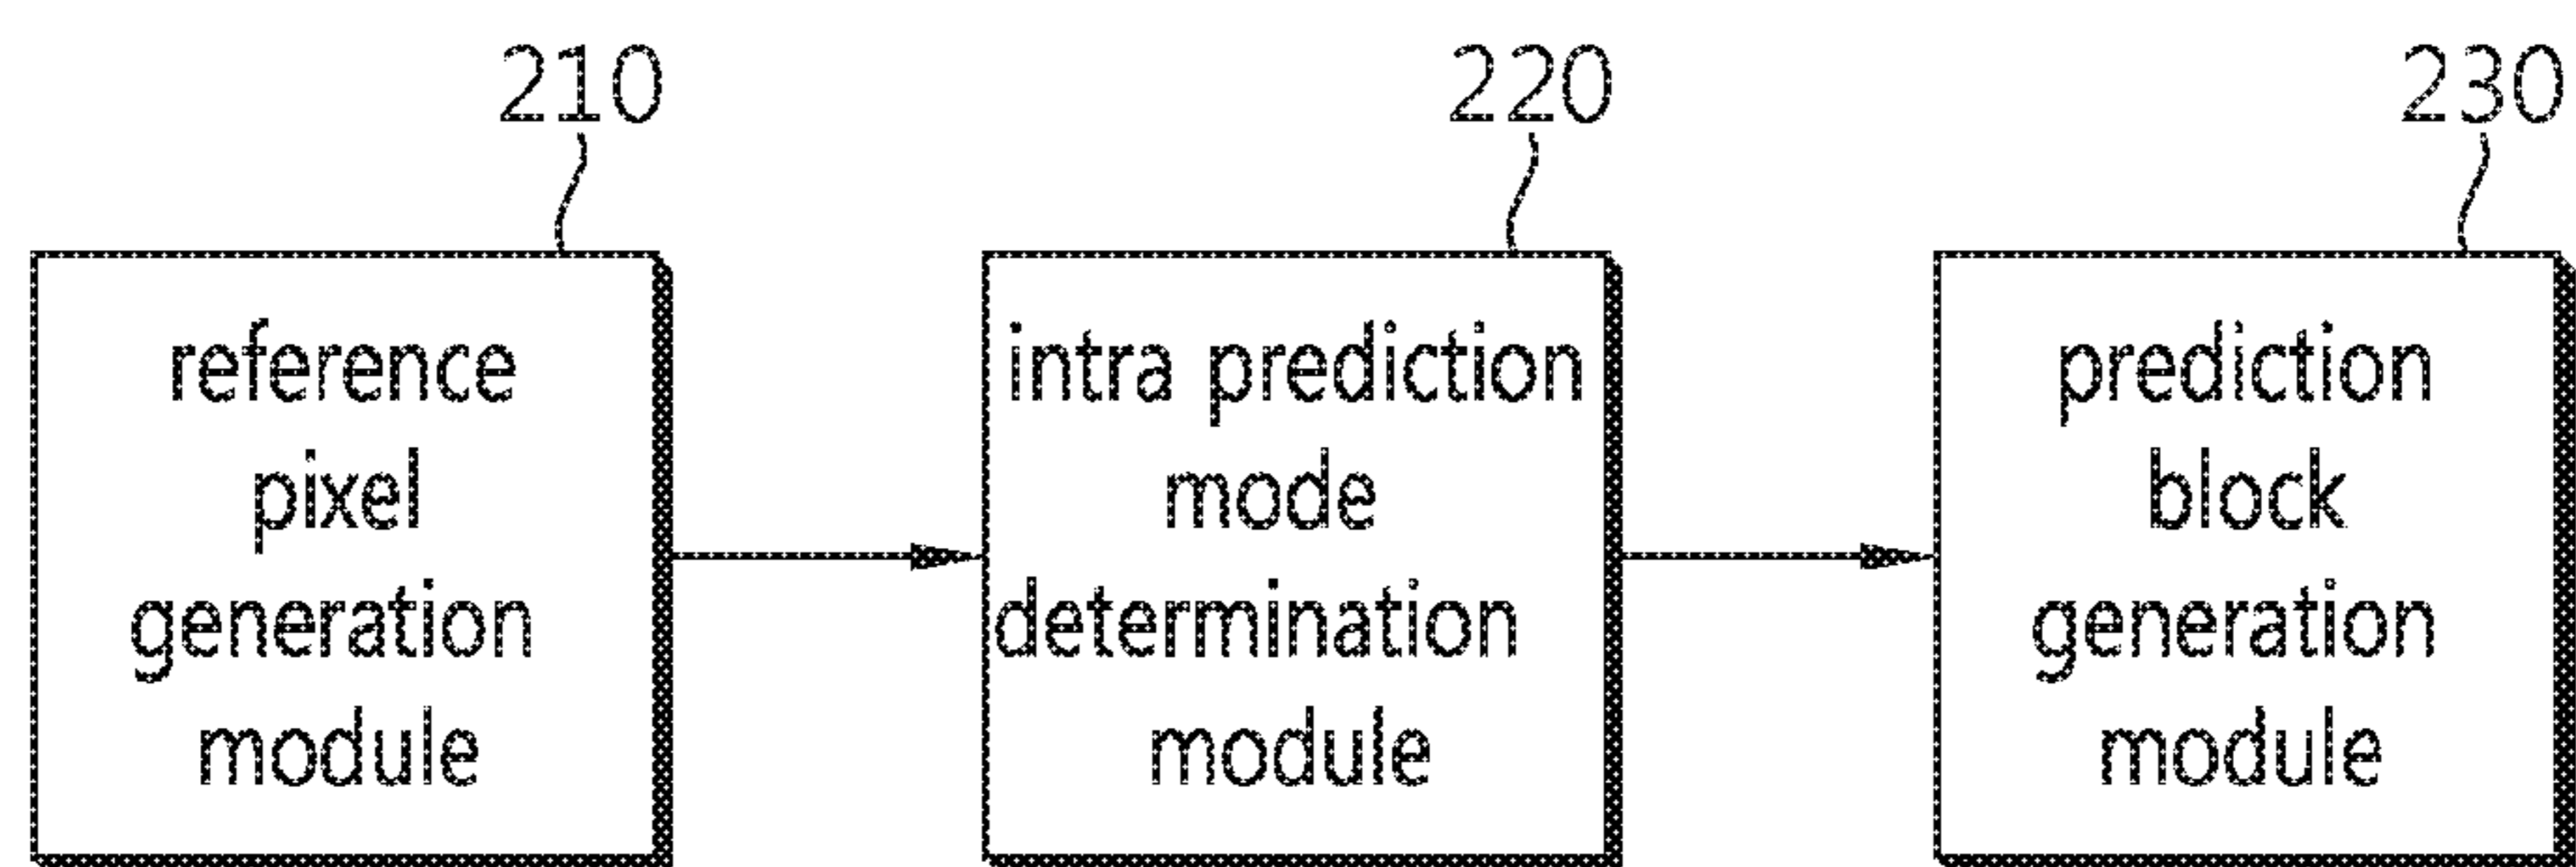 210
220
230
reference
pixel
generation
module
intra prediction
mode
determination
module
prediction
block
generation
module